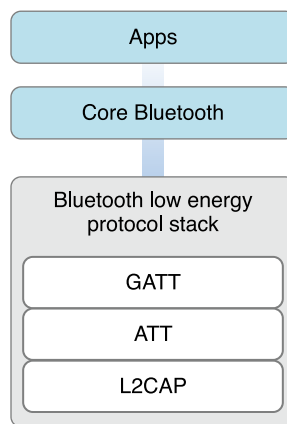 Apps
Core Bluetooth
Bluetooth low energy
protocol stack
GATT
ATT
L2CAP